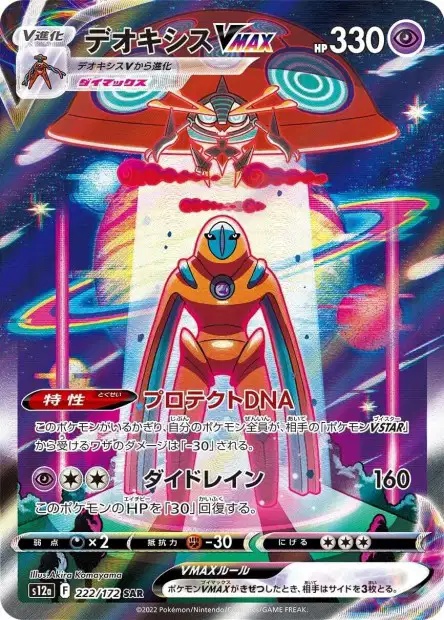 V進化
デオキシスVMAX
HP 330
デオキシスVから進化
ダイマックス
特性 とくせい プロテクトDNA
このポケモンがいるかぎり、自分のポケモン全員が、相手の「ポケモンVSTAR」
から受けるワザのダメージは「-30」される。
ダイドレイン 160
このポケモンのHPを「30」回復する。
弱点 ×2 抵抗力 -30 にげる
Illus.Akira Komayama
VMAXルール
s12a F 222/172 SAR
ポケモンVMAXがきぜつしたとき、相手はサイドを3枚とる。
©2022 Pokémon/Nintendo/Creatures/GAME FREAK.